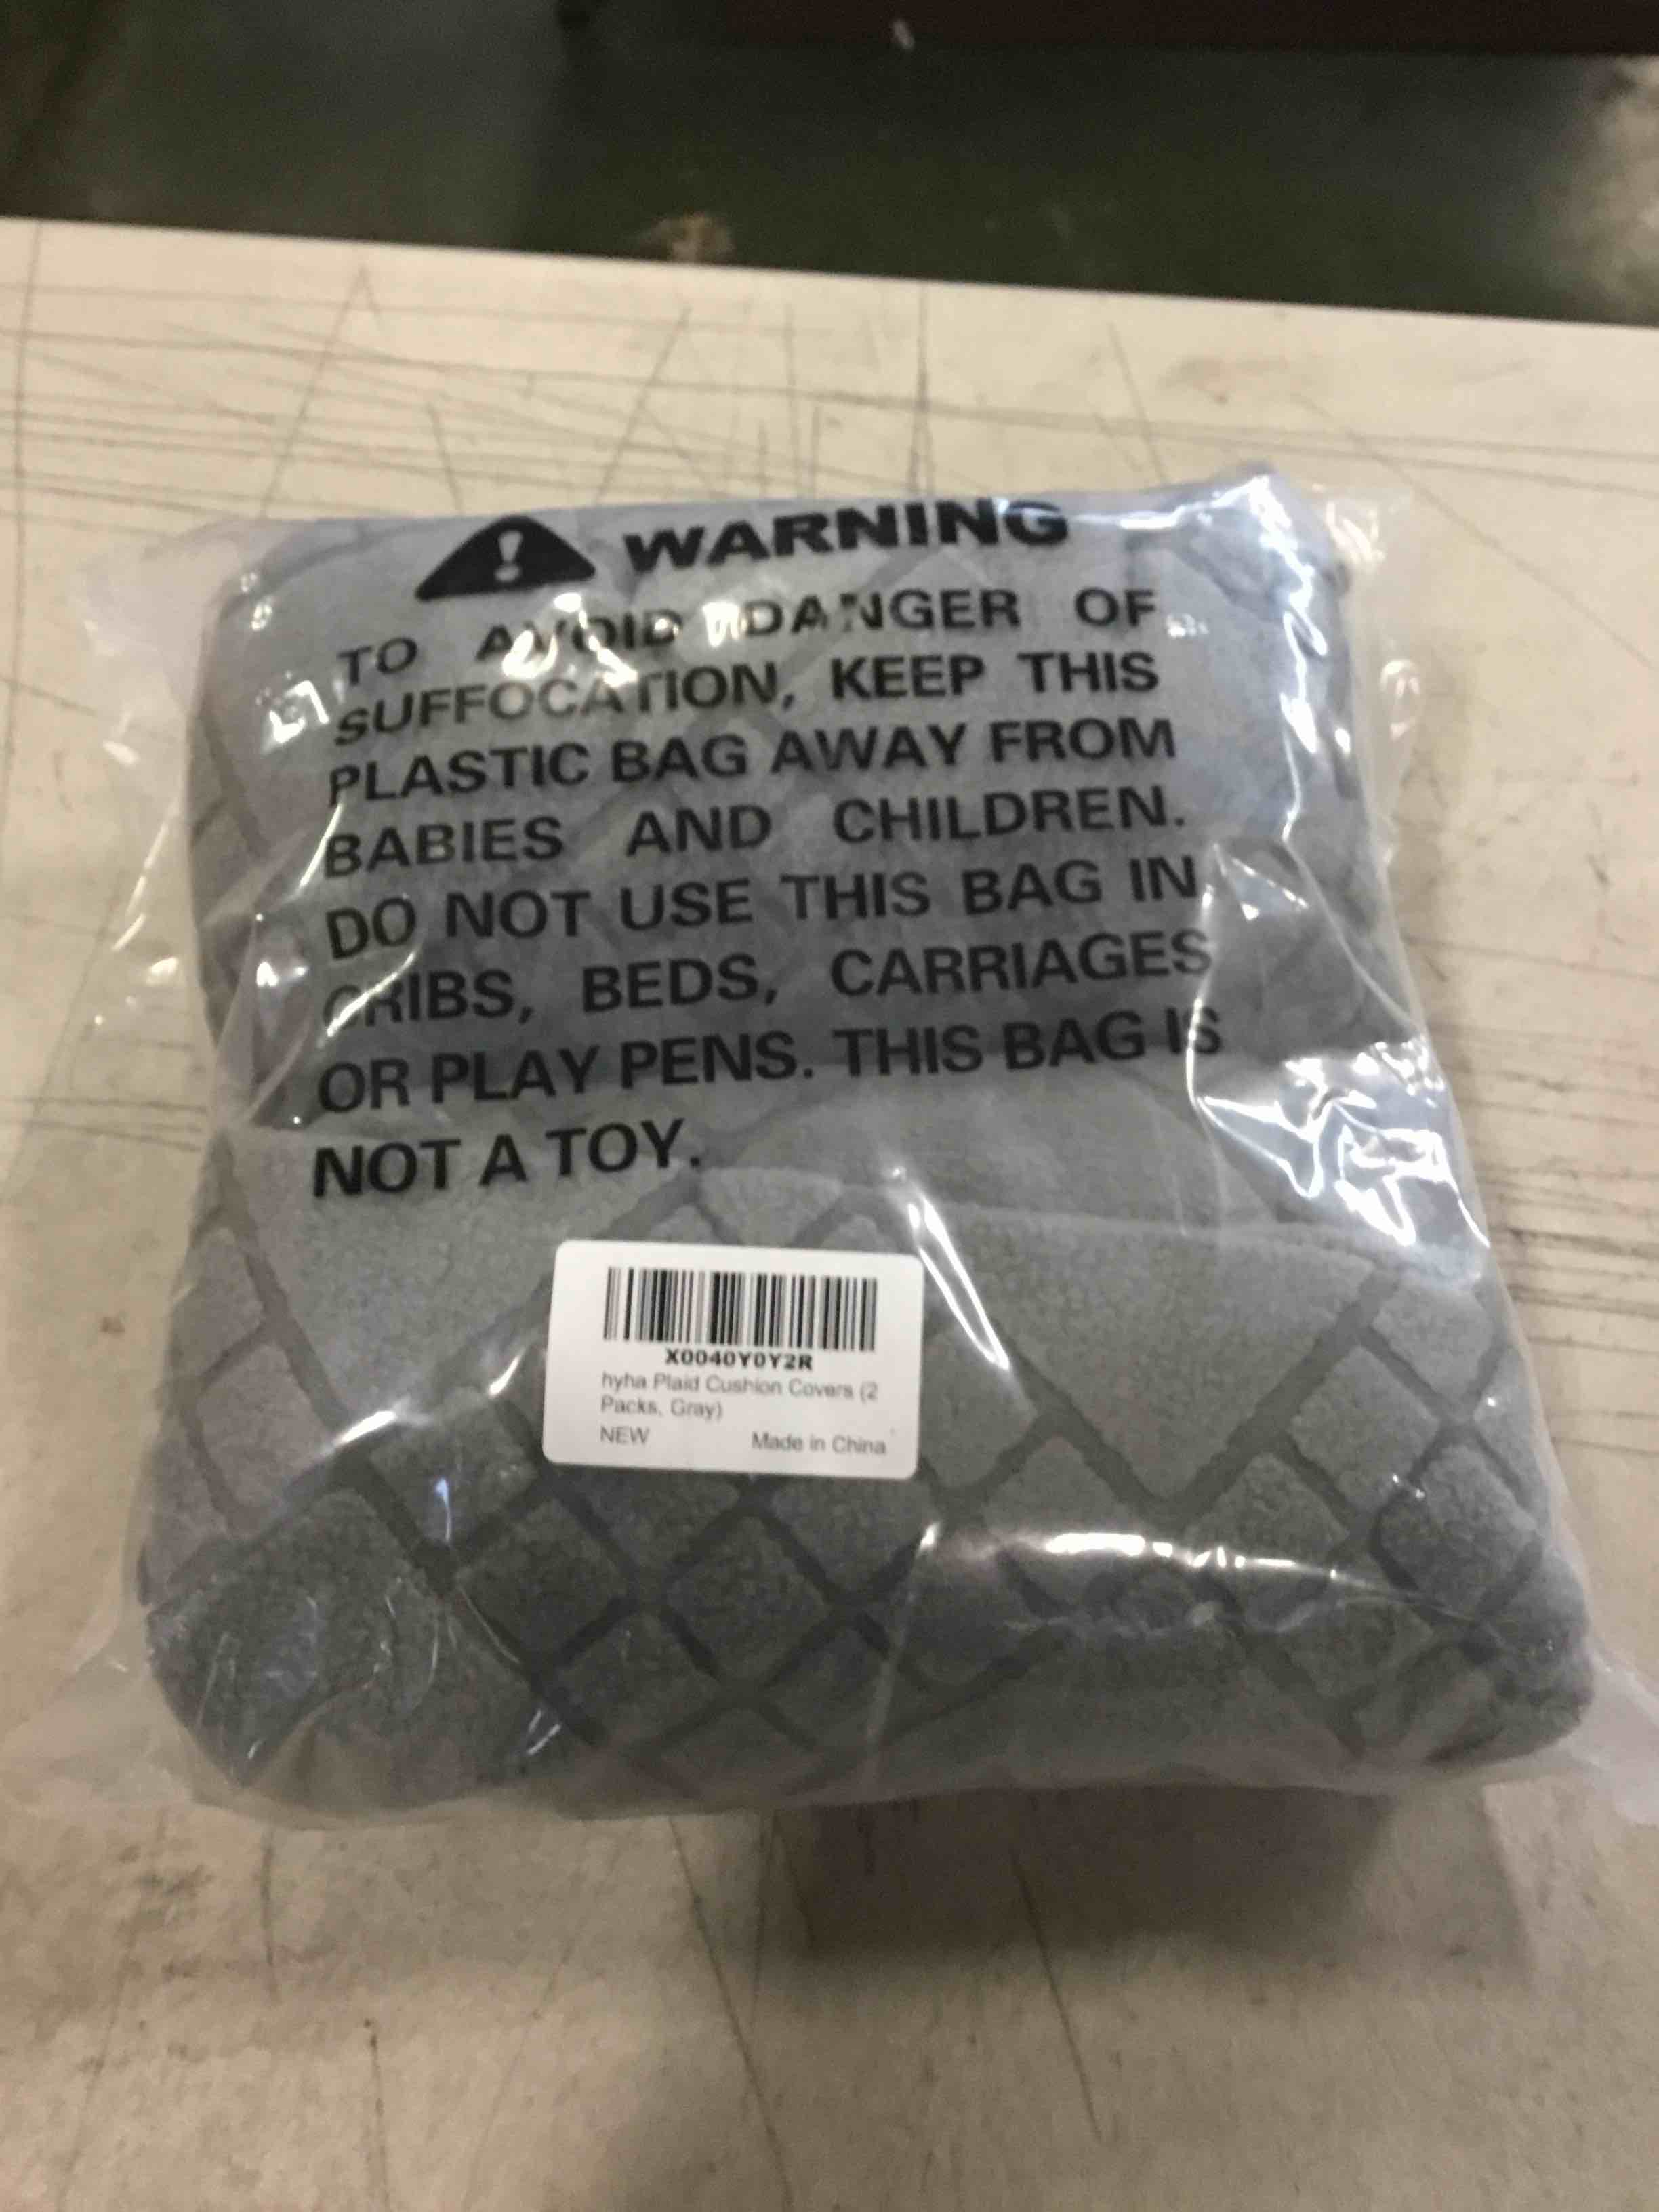 WARNING
TO AVOID DANGER OF
SUFFOCATION, KEEP THIS
PLASTIC BAG AWAY FROM
BABIES AND CHILDREN.
DO NOT USE THIS BAG IN
CRIBS, BEDS, CARRIAGES
OR PLAY PENS. THIS BAG IS
NOT A TOY.
X0040Y0Y2R
hyha Plaid Cushion Covers (2
Packs, Gray)
NEW Made in China